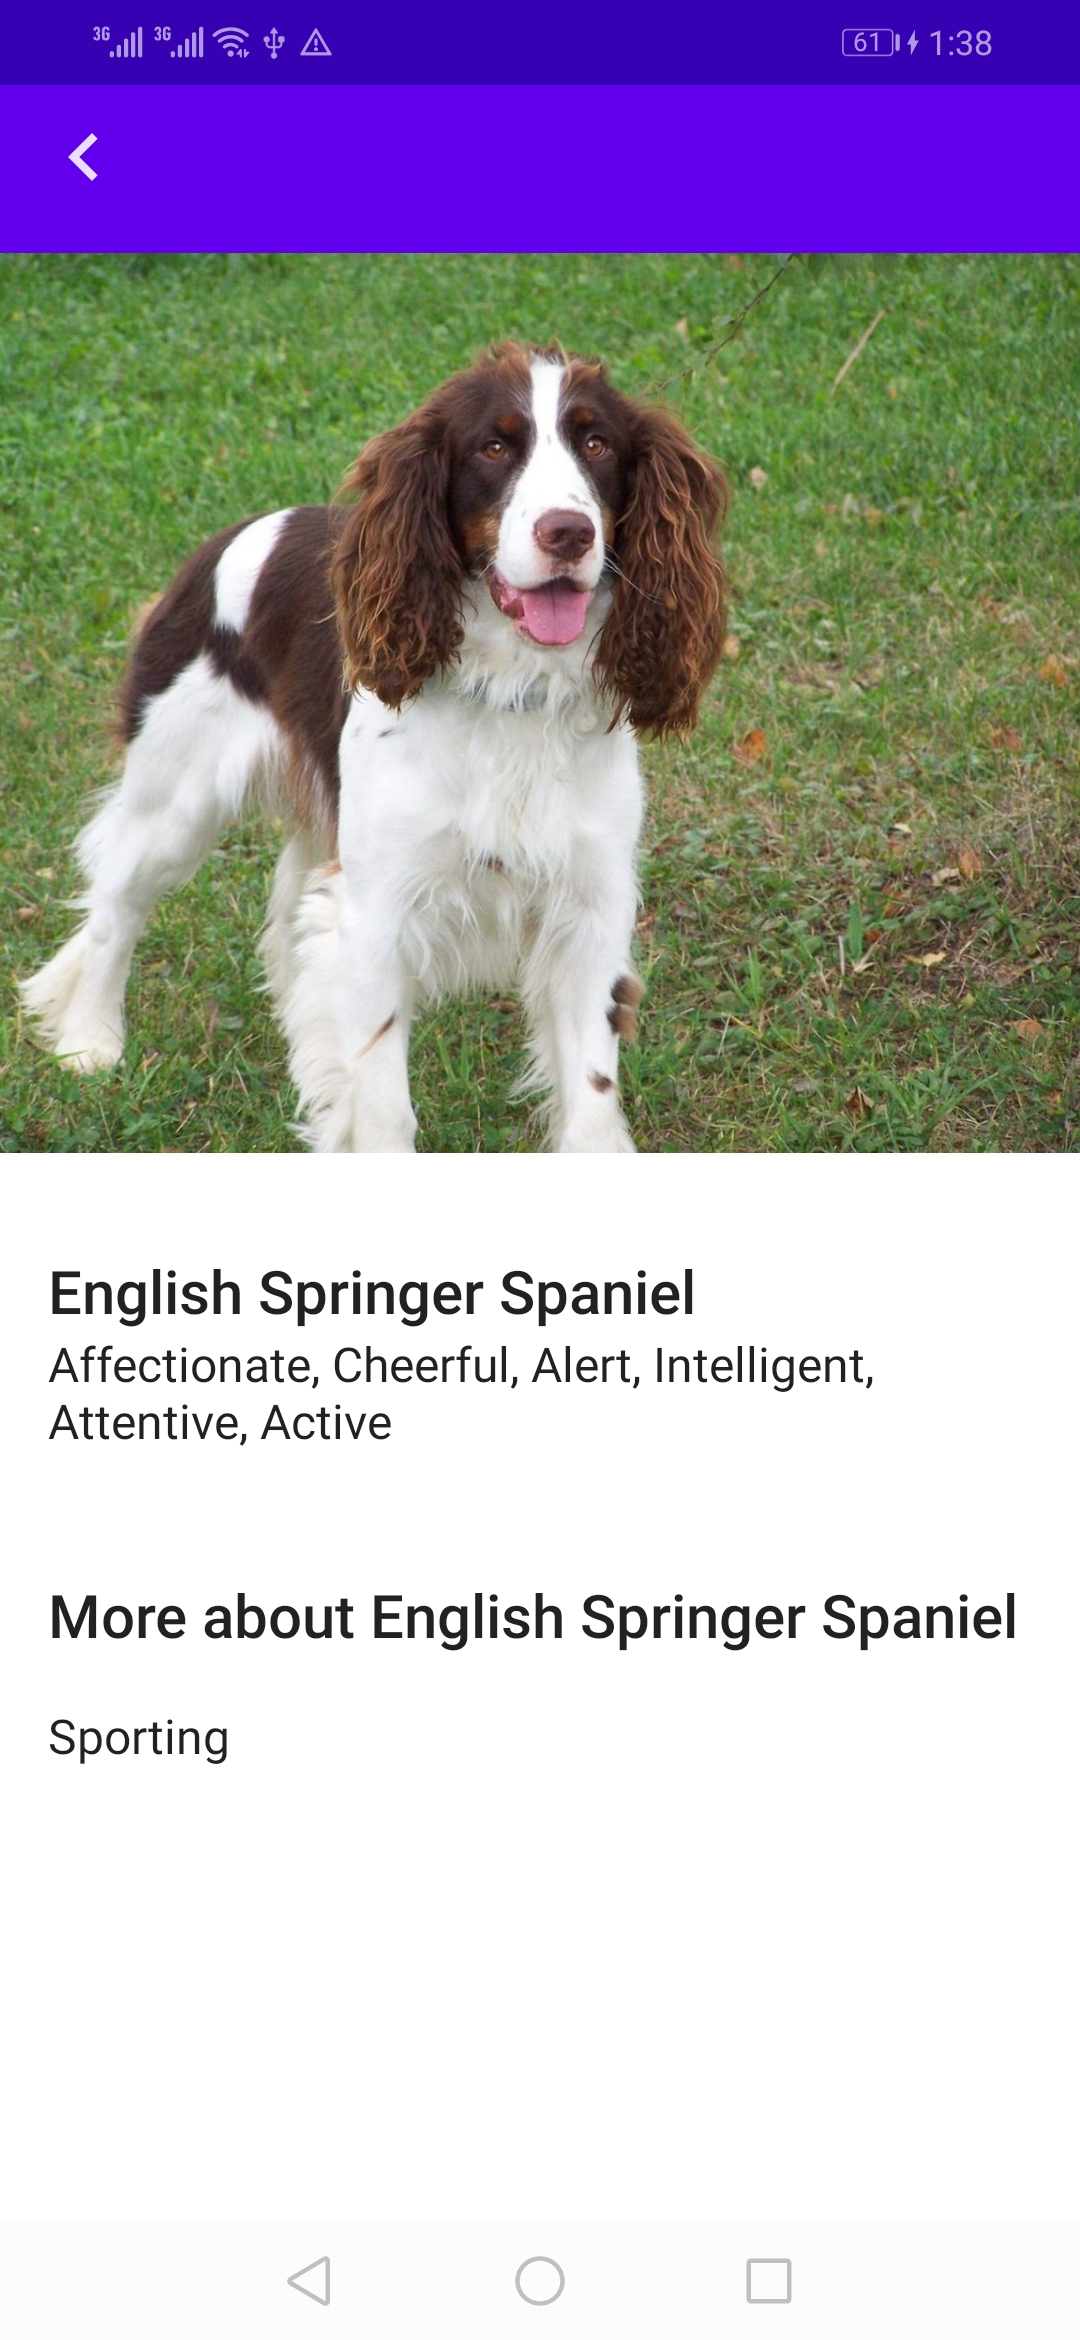 3G 3G 61 1:38
English Springer Spaniel
Affectionate, Cheerful, Alert, Intelligent,
Attentive, Active
More about English Springer Spaniel
Sporting